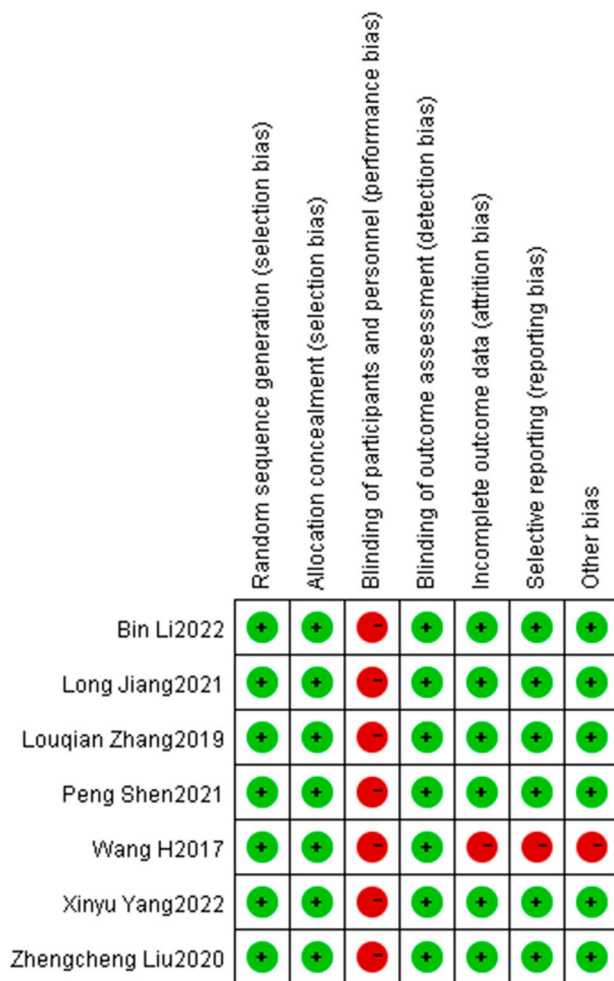 Random sequence generation (selection bias)
Allocation concealment (selection bias)
Blinding of participants and personnel (performance bias)
Blinding of outcome assessment (detection bias)
Incomplete outcome data (attrition bias)
Selective reporting (reporting bias)
Other bias
Bin Li2022 + + - + + + +
Long Jiang2021 + + - + + + +
Louqian Zhang2019 + + - + + + +
Peng Shen2021 + + - + + + +
Wang H2017 + + - + - - -
Xinyu Yang2022 + + - + + + +
Zhengcheng Liu2020 + + - + + + +